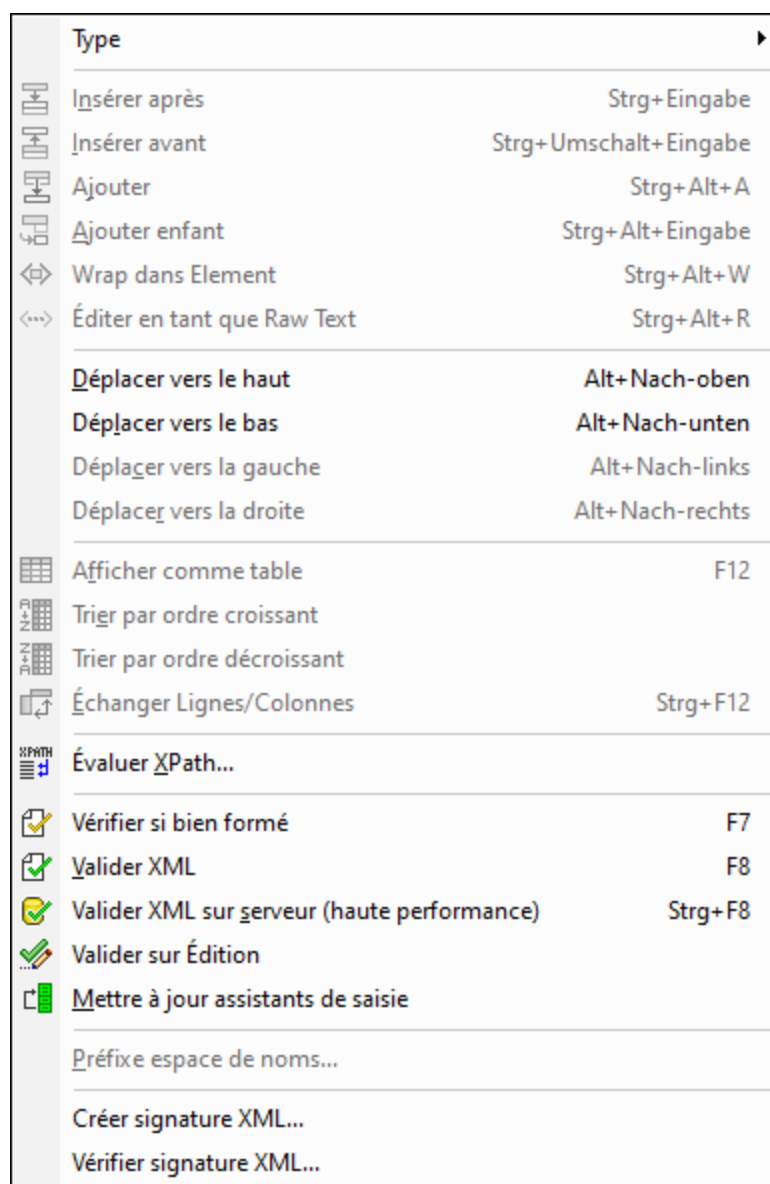 Type
Insérer après Strg+Eingabe
Insérer avant Strg+Umschalt+Eingabe
Ajouter Strg+Alt+A
Ajouter enfant Strg+Alt+Eingabe
Wrap dans Element Strg+Alt+W
Éditer en tant que Raw Text Strg+Alt+R
Déplacer vers le haut Alt+Nach-oben
Déplacer vers le bas Alt+Nach-unten
Déplacer vers la gauche Alt+Nach-links
Déplacer vers la droite Alt+Nach-rechts
Afficher comme table F12
Trier par ordre croissant
Trier par ordre décroissant
Échanger Lignes/Colonnes Strg+F12
XPATH Évaluer XPath...
Vérifier si bien formé F7
Valider XML F8
Valider XML sur serveur (haute performance) Strg+F8
Valider sur Édition
Mettre à jour assistants de saisie
Préfixe espace de noms...
Créer signature XML...
Vérifier signature XML...